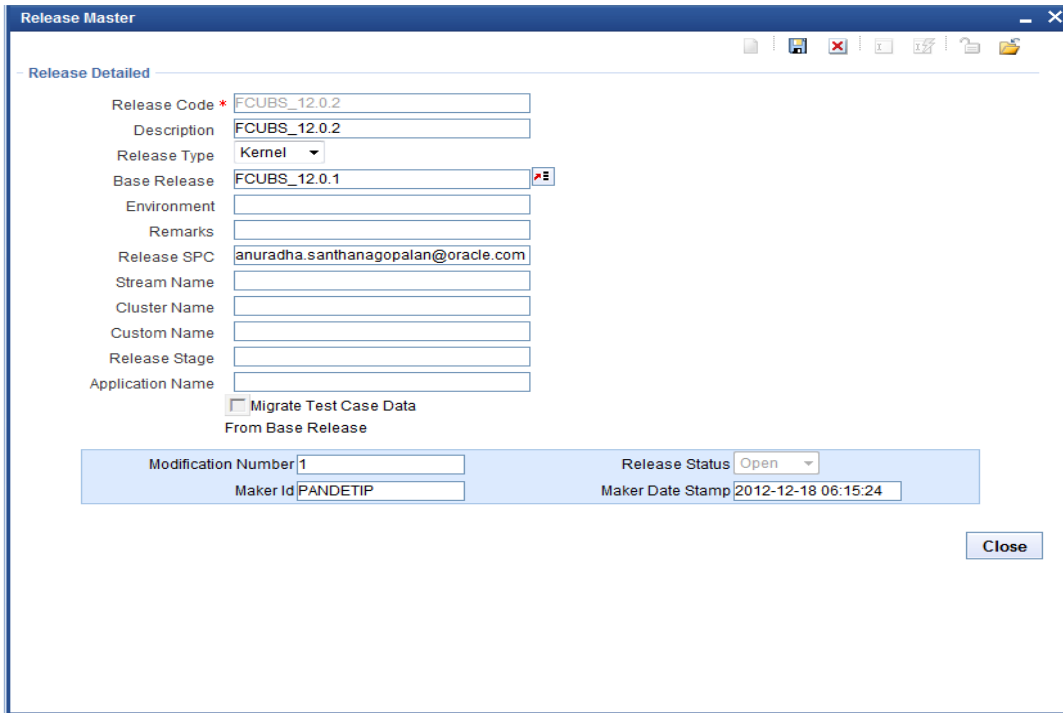 Release Master
Release Detailed
Release Code * FCUBS_12.0.2
Description FCUBS_12.0.2
Release Type Kernel
Base Release FCUBS_12.0.1
Environment
Remarks
Release SPC anuradha.santhanagopalan@oracle.com
Stream Name
Cluster Name
Custom Name
Release Stage
Application Name
Migrate Test Case Data
From Base Release
Modification Number 1 Release Status Open
Maker Id PANDETIP Maker Date Stamp 2012-12-18 06:15:24
Close